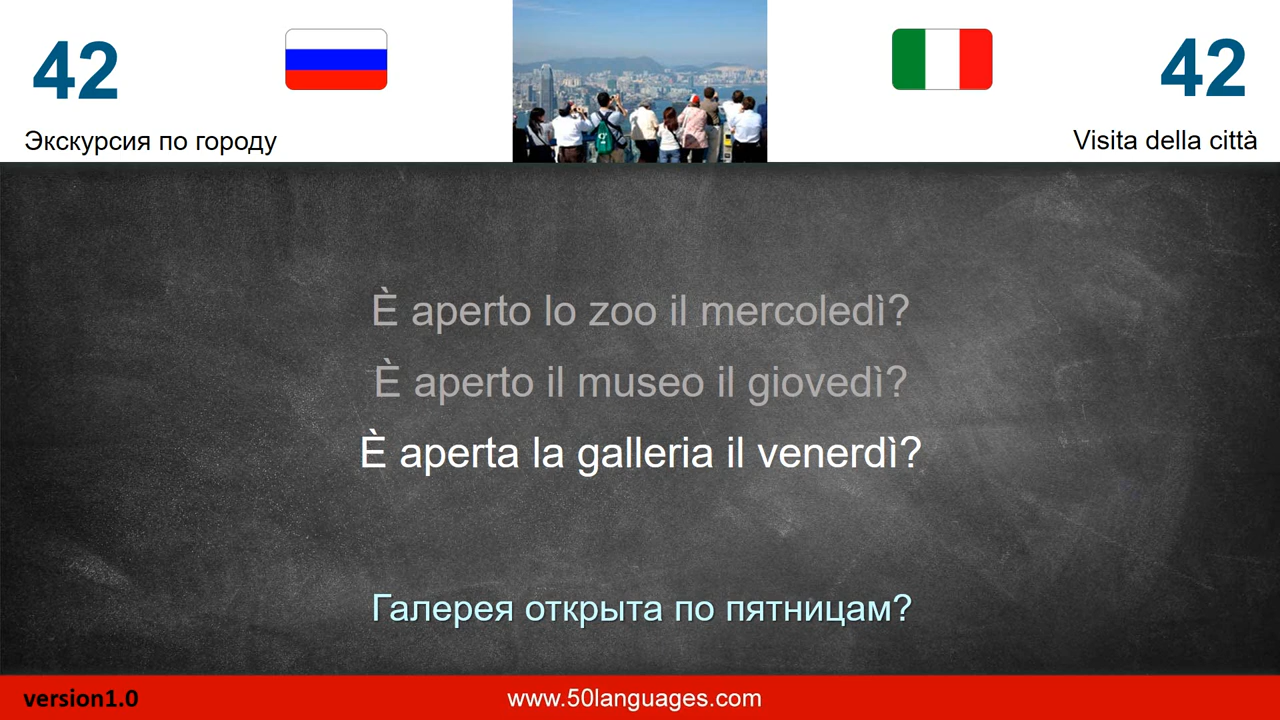 42
42
Экскурсия по городу
Visita della città
È aperto lo zoo il mercoledì?
È aperto il museo il giovedì?
È aperta la galleria il venerdì?
Галерея открыта по пятницам?
version1.0
www.50languages.com